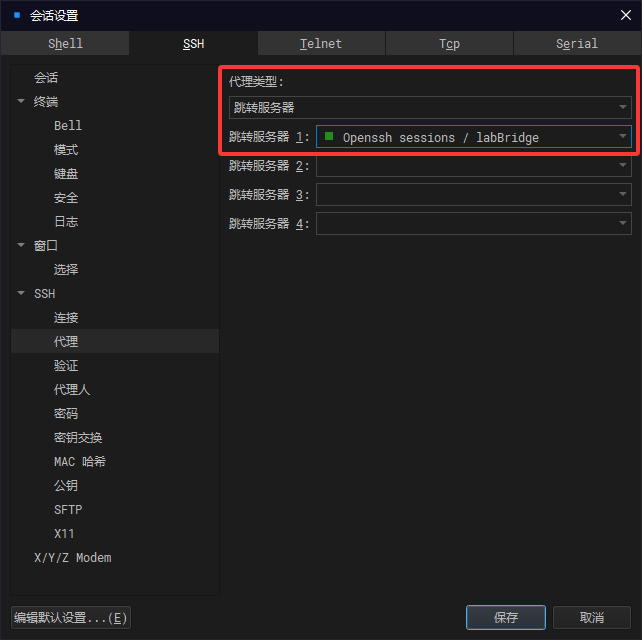 会话设置
Shell
SSH
Telnet
Tcp
Serial
会话
终端
Bell
模式
键盘
安全
日志
窗口
选择
SSH
连接
代理
验证
代理人
密码
密钥交换
MAC 哈希
公钥
SFTP
X11
X/Y/Z Modem
代理类型:
跳转服务器
跳转服务器 1: Openssh sessions / labBridge
跳转服务器 2:
跳转服务器 3:
跳转服务器 4:
编辑默认设置...(E)
保存
取消